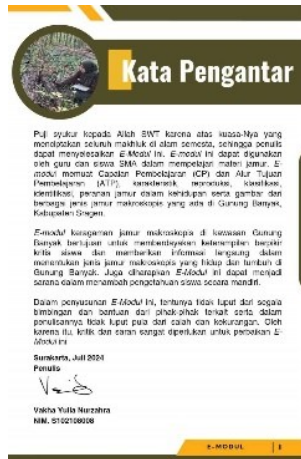 Kata Pengantar
Puji syukur kepada Allah SWT karena atas kuasa-Nya yang
menciptakan seluruh makhluk di alam semesta, sehingga penulis
dapat menyelesaikan E-Modul ini. E-modul ini dapat digunakan
oleh guru dan siswa SMA dalam mempelajari materi jamur. E-
modul memuat Capaian Pembelajaran (CP) dan Alur Tujuan
Pembelajaran (ATP), karakteristik, reproduksi, klasifikasi,
identifikasi, peranan jamur dalam kehidupan serta gambar dari
berbagai jenis jamur makroskopis yang ada di Gunung Banyak,
Kabupaten Sragen.
E-modul keragaman jamur makroskopis di kawasan Gunung
Banyak bertujuan untuk memberdayakan keterampilan berpikir
kritis siswa dan memberikan informasi langsung dalam
menentukan jenis jamur makroskopis yang hidup dan tumbuh di
Gunung Banyak. Juga diharapkan E-Modul ini dapat menjadi
sarana dalam menambah pengetahuan siswa secara mandiri.
Dalam penyusunan E-Modul ini, tentunya tidak luput dari segala
bimbingan dan bantuan dari pihak-pihak terkait serta dalam
penulisannya tidak luput pula dari salah dan kekurangan. Oleh
karena itu, kritik dan saran sangat diperlukan untuk perbaikan E-
Modul ini
Surakarta, Juli 2024
Penulis
Vakha Yulia Nurzahra
NIM. S102108008
E-MODUL